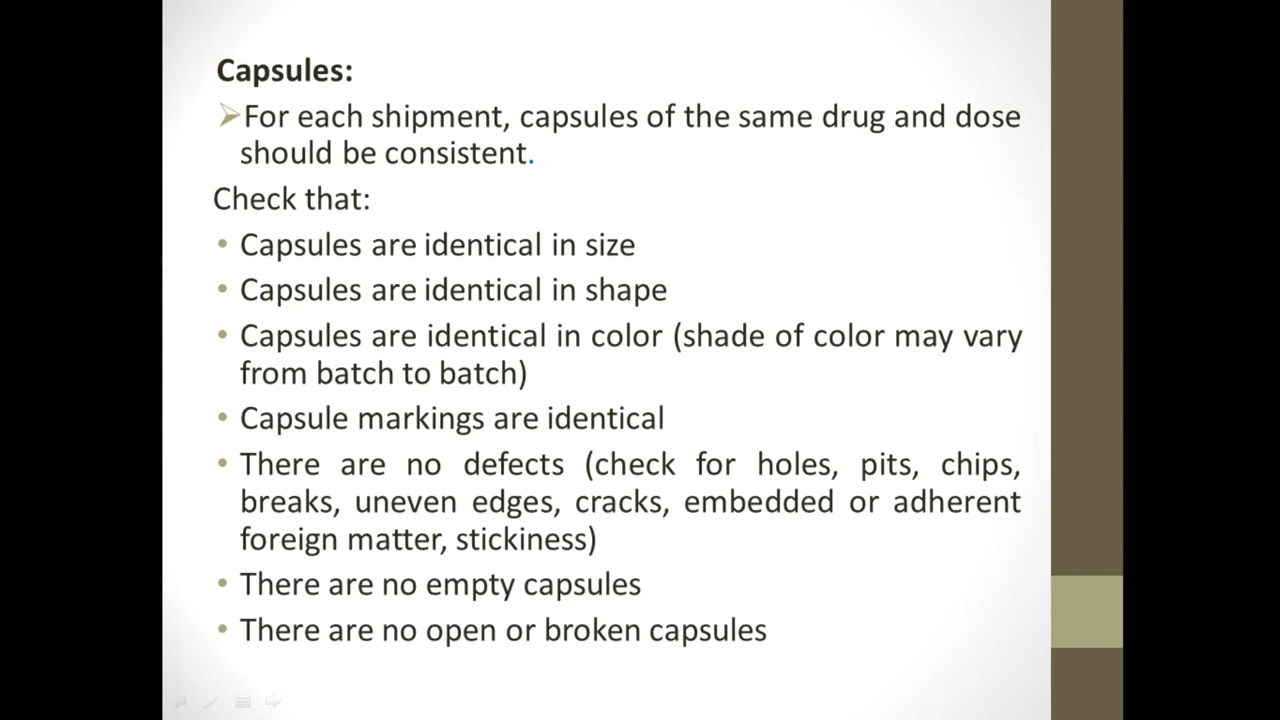 Capsules:
➢For each shipment, capsules of the same drug and dose
should be consistent.
Check that:
• Capsules are identical in size
• Capsules are identical in shape
• Capsules are identical in color (shade of color may vary
from batch to batch)
• Capsule markings are identical
• There are no defects (check for holes, pits, chips,
breaks, uneven edges, cracks, embedded or adherent
foreign matter, stickiness)
• There are no empty capsules
• There are no open or broken capsules